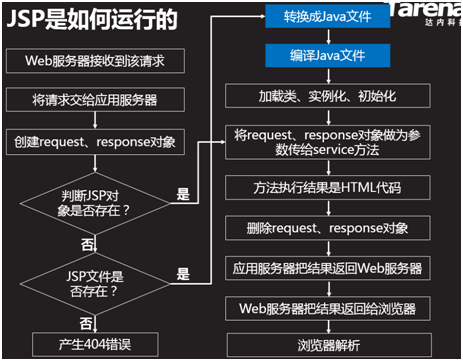 JSP是如何运行的
Web服务器接收到该请求
将请求交给应用服务器
创建request、response对象
判断JSP对
象是否存在？
是
否
JSP文件是
否存在？
是
否
产生404错误
转换成Java文件
编译Java文件
加载类、实例化、初始化
将request、response对象做为参
数传给service方法
方法执行结果是HTML代码
删除request、response对象
应用服务器把结果返回Web服务器
Web服务器把结果返回给浏览器
浏览器解析
Tarena
达内科